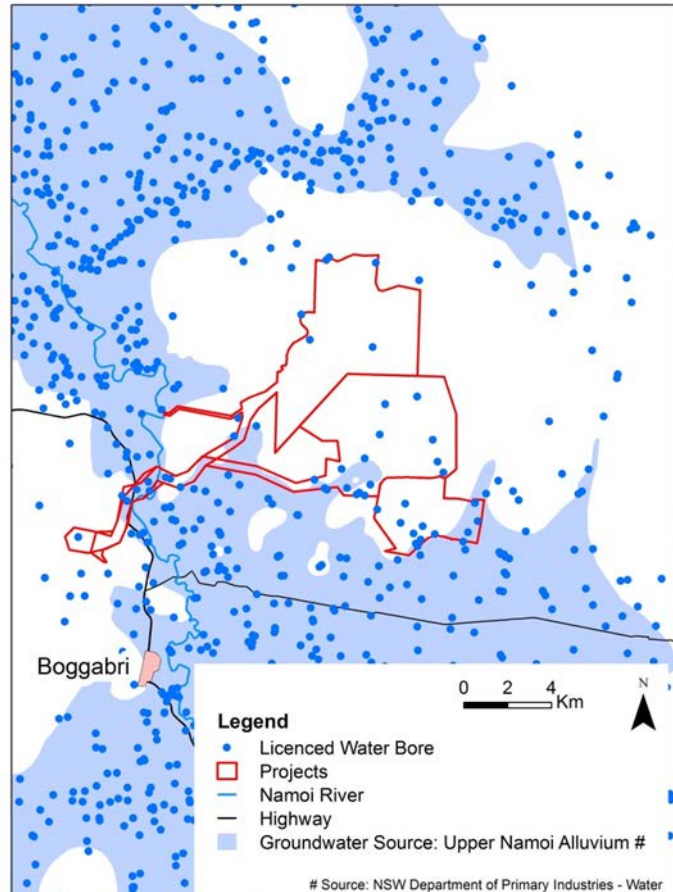 Boggabri
0 2 4
Km
N
Legend
Licenced Water Bore
Projects
Namoi River
Highway
Groundwater Source: Upper Namoi Alluvium #
# Source: NSW Department of Primary Industries - Water